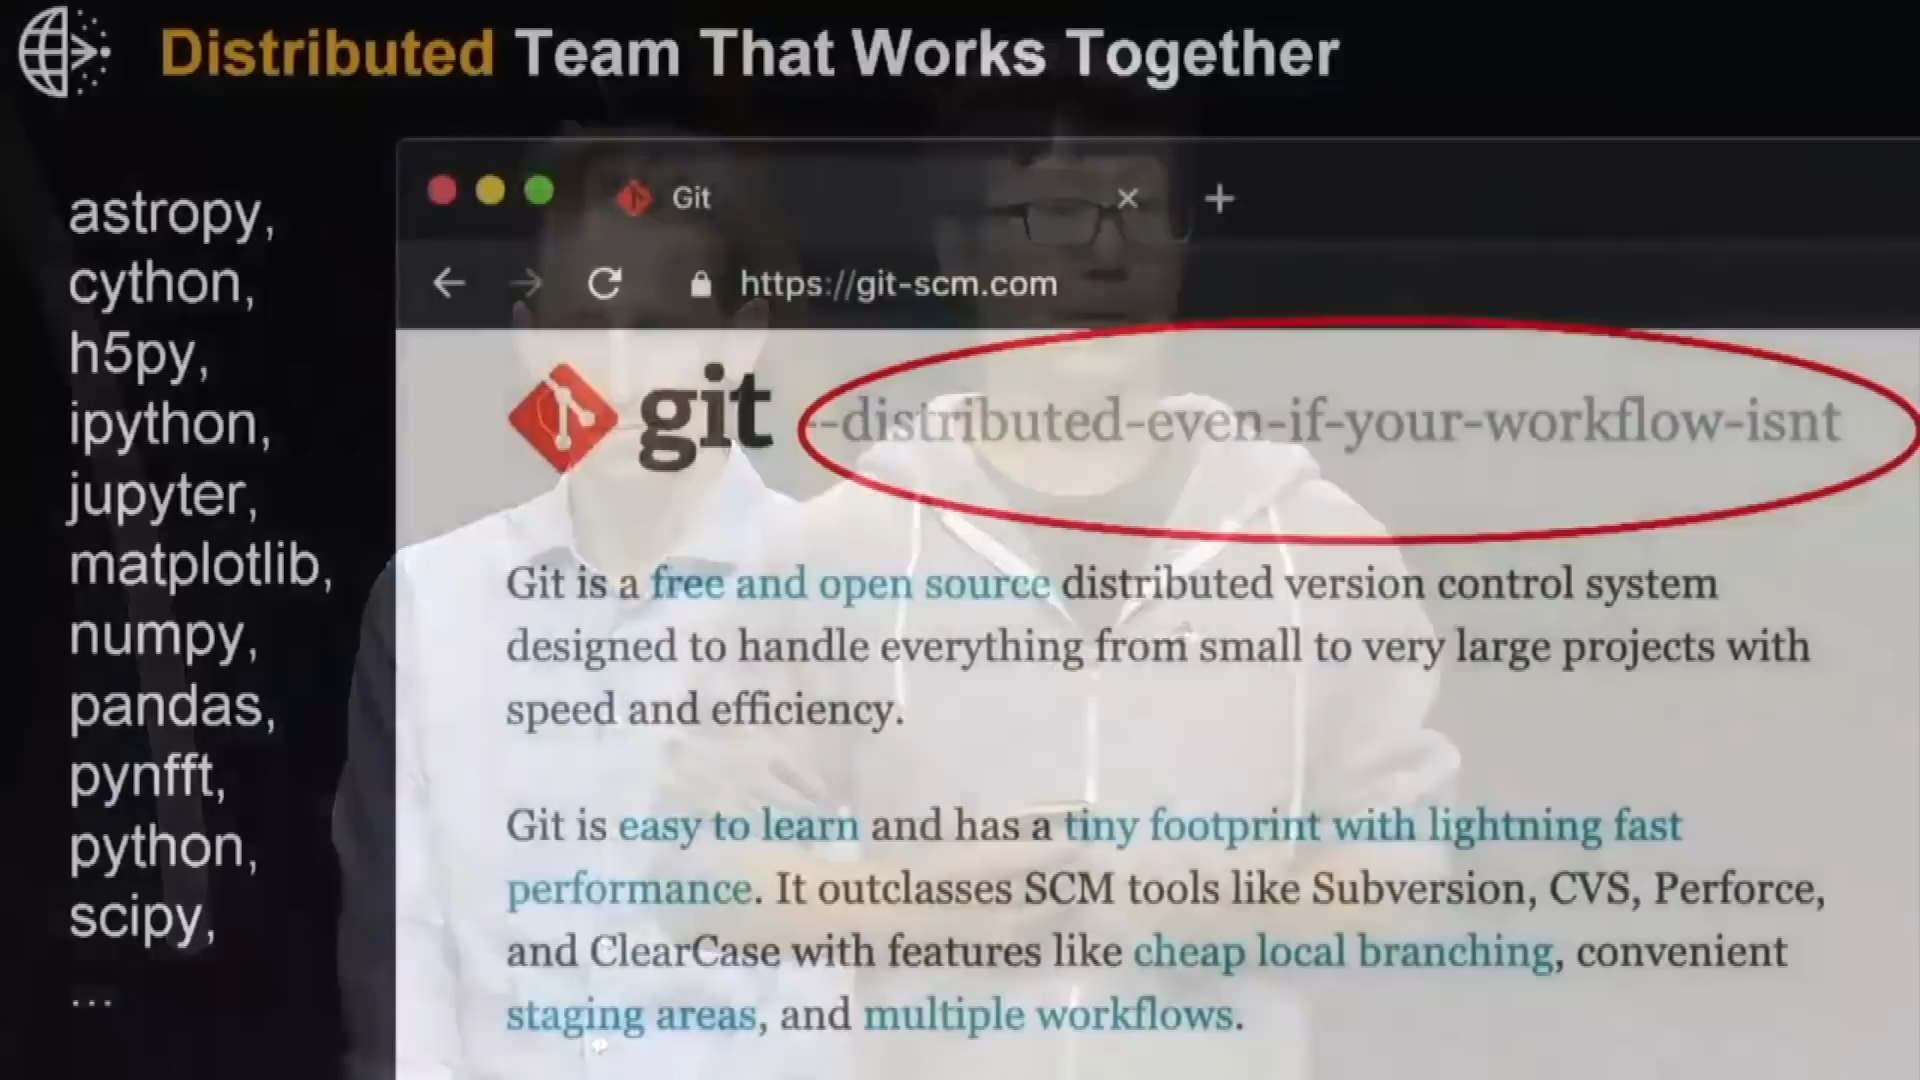 Distributed Team That Works Together
astropy,
cython,
h5py,
ipython,
jupyter,
matplotlib,
numpy,
pandas,
pynfft,
python,
scipy,
...
Git
https://git-scm.com
git --distributed-even-if-your-workflow-isnt
Git is a free and open source distributed version control system
designed to handle everything from small to very large projects with
speed and efficiency.
Git is easy to learn and has a tiny footprint with lightning fast
performance. It outclasses SCM tools like Subversion, CVS, Perforce,
and ClearCase with features like cheap local branching, convenient
staging areas, and multiple workflows.